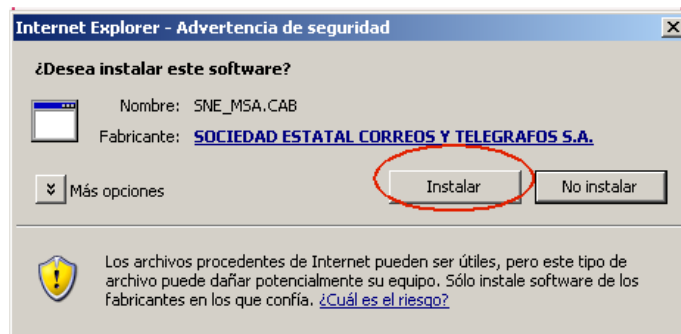 Internet Explorer - Advertencia de seguridad
¿Desea instalar este software?
Nombre: SNE_MSA.CAB
Fabricante: SOCIEDAD ESTATAL CORREOS Y TELEGRAFOS S.A.
Más opciones
Instalar
No instalar
Los archivos procedentes de Internet pueden ser útiles, pero este tipo de
archivo puede dañar potencialmente su equipo. Sólo instale software de los
fabricantes en los que confía. ¿Cuál es el riesgo?